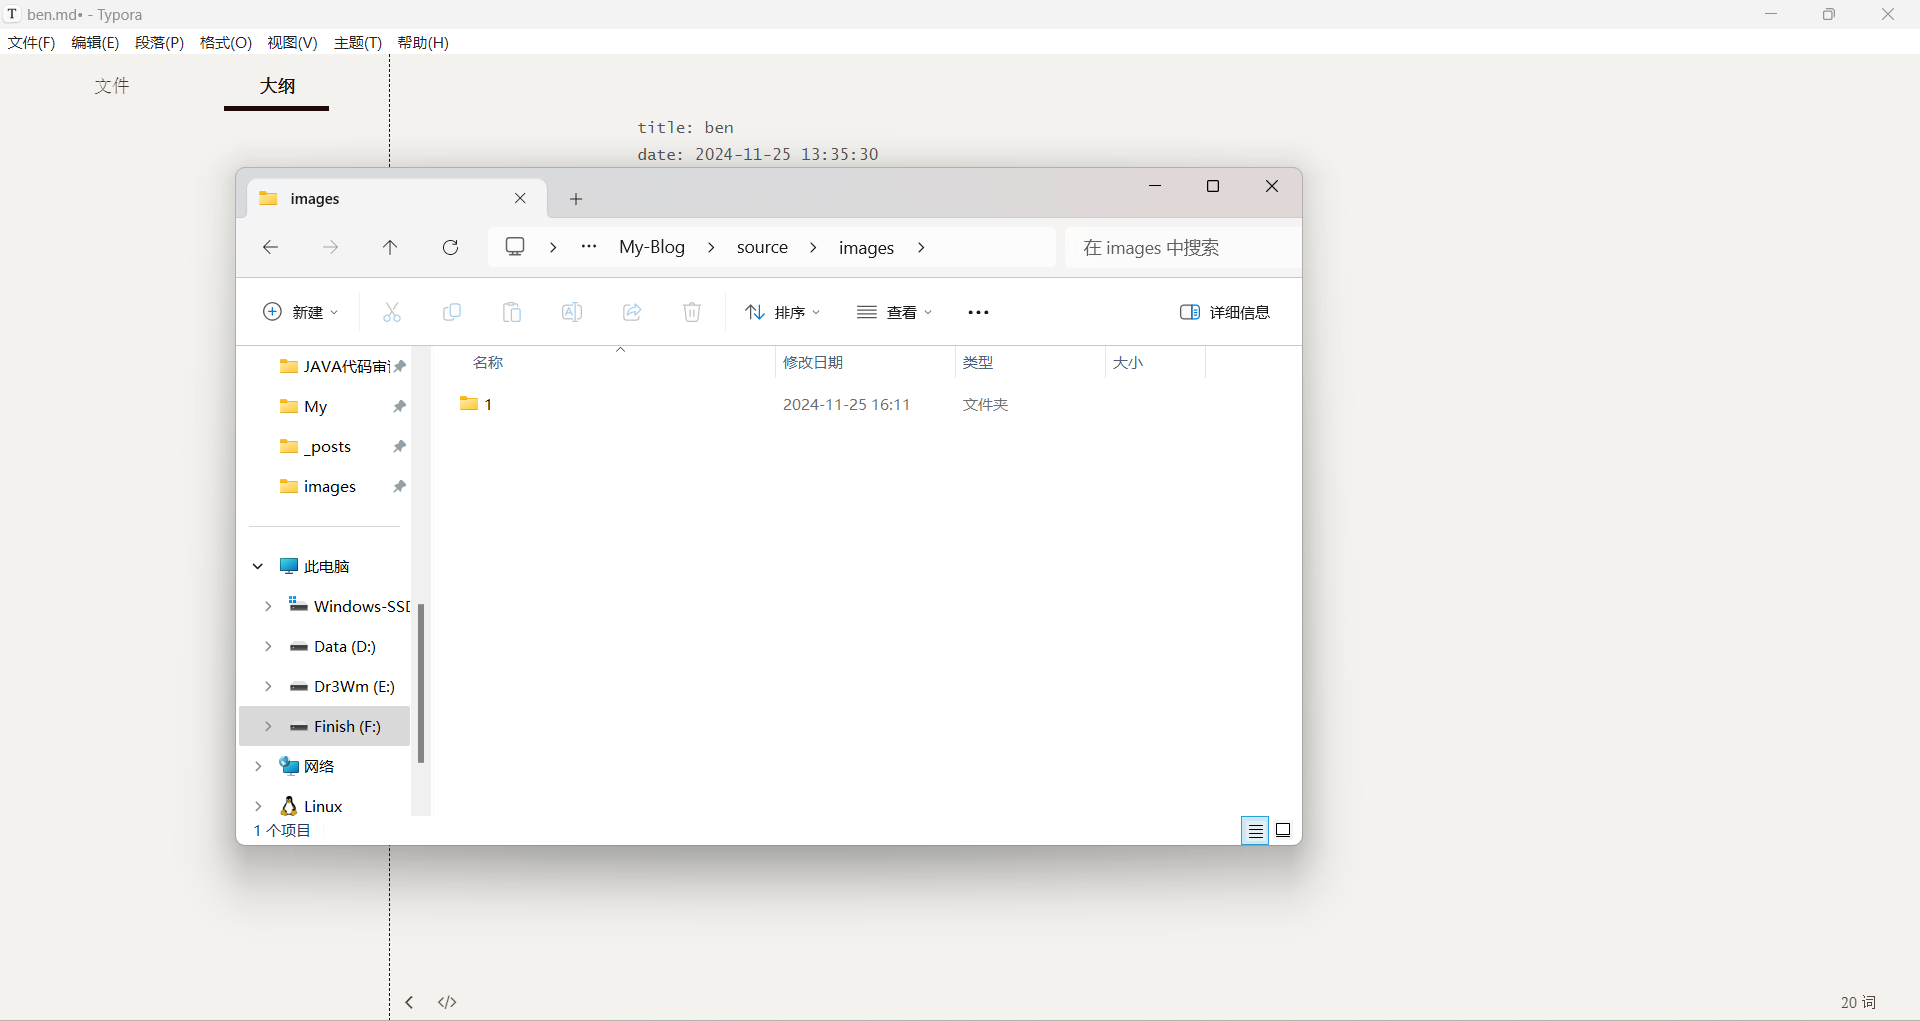 T ben.md• - Typora
文件(F) 编辑(E) 段落(P) 格式(O) 视图(V) 主题(T) 帮助(H)
文件 大纲
title: ben
date: 2024-11-25 13:35:30
images
My-Blog source images
在 images 中搜索
新建 排序 查看 详细信息
名称 修改日期 类型 大小
1 2024-11-25 16:11 文件夹
JAVA代码审
My
_posts
images
此电脑
Windows-SSD
Data (D:)
Dr3Wm (E:)
Finish (F:)
网络
Linux
1 个项目
20 词